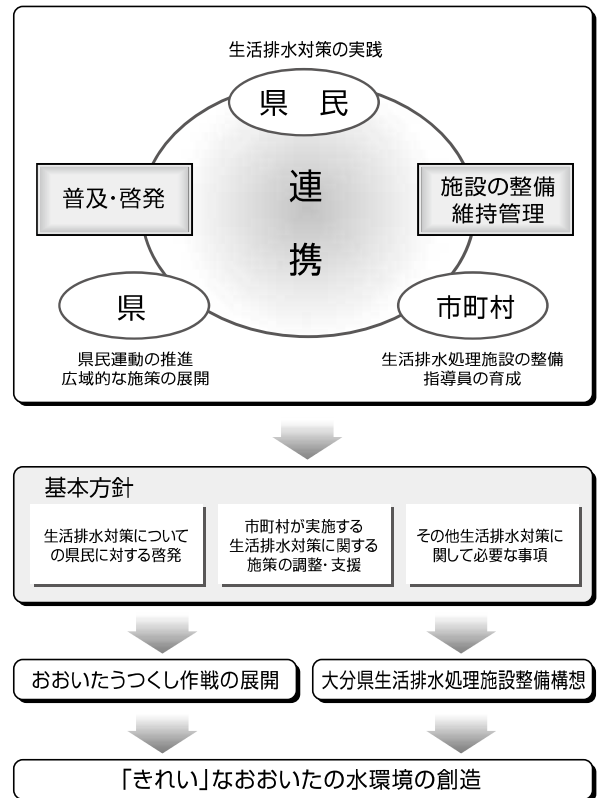 生活排水対策の実践
県　民
連
携
普及・啓発
施設の整備
維持管理
県
市町村
県民運動の推進
広域的な施策の展開
生活排水処理施設の整備
指導員の育成
基本方針
生活排水対策について
の県民に対する啓発
市町村が実施する
生活排水対策に関する
施策の調整・支援
その他生活排水対策に
関して必要な事項
おおいたうつくし作戦の展開
大分県生活排水処理施設整備構想
「きれい」なおおいたの水環境の創造